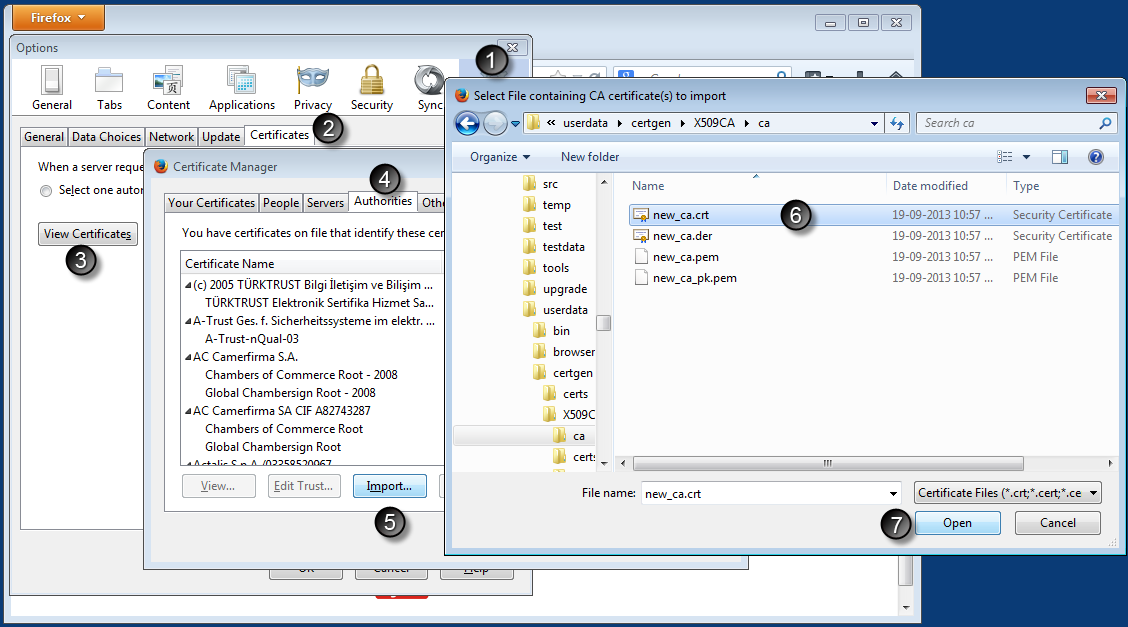 Firefox
Options
1
General Tabs Content Applications Privacy Security Sync
General Data Choices Network Update Certificates
2
When a server reque
Select one autor
View Certificates
3
Certificate Manager
4
Your Certificates People Servers Authorities Othe
You have certificates on file that identify these cer
Certificate Name
(c) 2005 TÜRKTRUST Bilgi İletişim ve Bilişim ...
TÜRKTRUST Elektronik Sertifika Hizmet Sa...
A-Trust Ges. f. Sicherheitssysteme im elektr. ...
A-Trust-nQual-03
AC Camerfirma S.A.
Chambers of Commerce Root - 2008
Global Chambersign Root - 2008
AC Camerfirma SA CIF A82743287
Chambers of Commerce Root
Global Chambersign Root
Actalis S.p.A./03358520967
View... Edit Trust... Import...
5
OK Cancel Help
Select File containing CA certificate(s) to import
« userdata certgen X509CA ca
Search ca
Organize New folder
src
temp
test
testdata
tools
upgrade
userdata
bin
browser
certgen
certs
X509C
ca
certs
Name Date modified Type
new_ca.crt 19-09-2013 10:57 ... Security Certificate
6
new_ca.der 19-09-2013 10:57 ... Security Certificate
new_ca.pem 19-09-2013 10:57 ... PEM File
new_ca_pk.pem 19-09-2013 10:57 ... PEM File
File name: new_ca.crt
Certificate Files (*.crt;*.cert;*.ce
7
Open Cancel